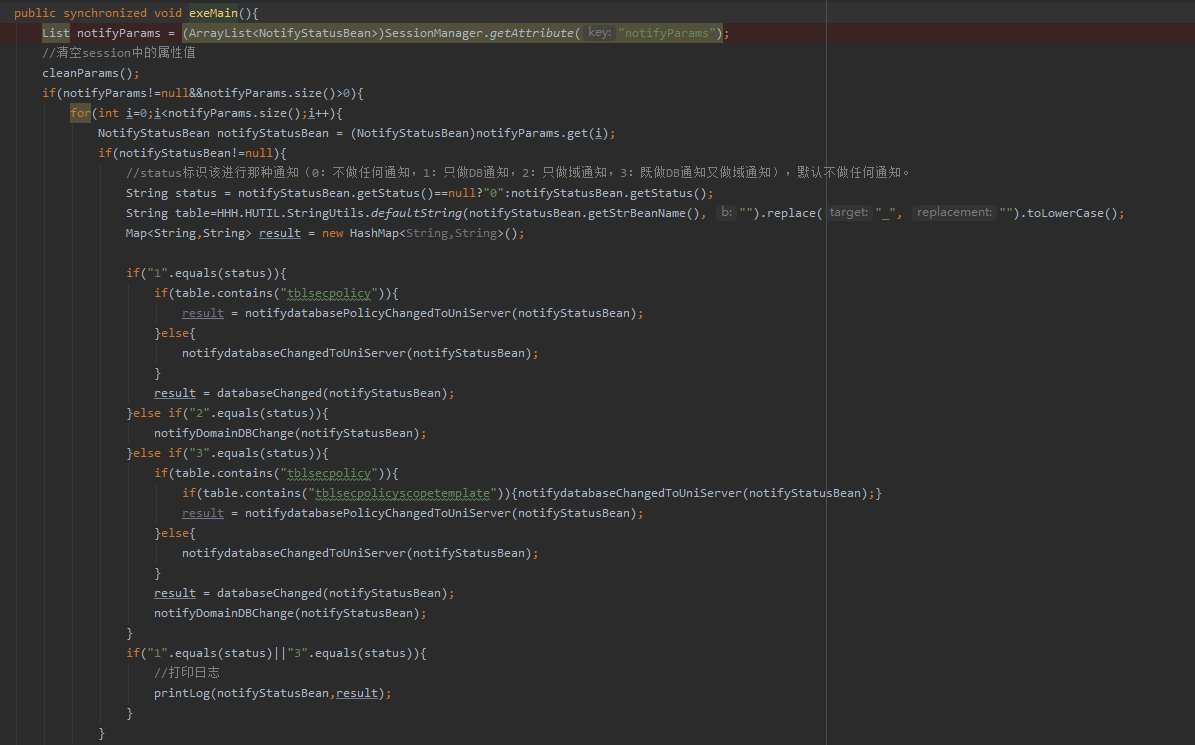 public synchronized void exeMain(){
List notifyParams = (ArrayList<NotifyStatusBean>)SessionManager.getAttribute( key: "notifyParams");
//清空session中的属性值
cleanParams();
if(notifyParams!=null&&notifyParams.size()>0){
for(int i=0;i<notifyParams.size();i++){
NotifyStatusBean notifyStatusBean = (NotifyStatusBean)notifyParams.get(i);
if(notifyStatusBean!=null){
//status标识该进行那种通知（0：不做任何通知，1：只做DB通知，2：只做域通知，3：既做DB通知又做域通知），默认不做任何通知。
String status = notifyStatusBean.getStatus()==null?"0":notifyStatusBean.getStatus();
String table=HHH.HUTIL.StringUtils.defaultString(notifyStatusBean.getStrBeanName(), b: "").replace( target: "_", replacement: "").toLowerCase();
Map<String,String> result = new HashMap<String,String>();
if("1".equals(status)){
if(table.contains("tblsecpolicy")){
result = notifydatabasePolicyChangedToUniServer(notifyStatusBean);
}else{
notifydatabaseChangedToUniServer(notifyStatusBean);
}
result = databaseChanged(notifyStatusBean);
}else if("2".equals(status)){
notifyDomainDBChange(notifyStatusBean);
}else if("3".equals(status)){
if(table.contains("tblsecpolicy")){
if(table.contains("tblsecpolicyscopetemplate")){notifydatabaseChangedToUniServer(notifyStatusBean);}
result = notifydatabasePolicyChangedToUniServer(notifyStatusBean);
}else{
notifydatabaseChangedToUniServer(notifyStatusBean);
}
result = databaseChanged(notifyStatusBean);
notifyDomainDBChange(notifyStatusBean);
}
if("1".equals(status)||"3".equals(status)){
//打印日志
printLog(notifyStatusBean,result);
}
}